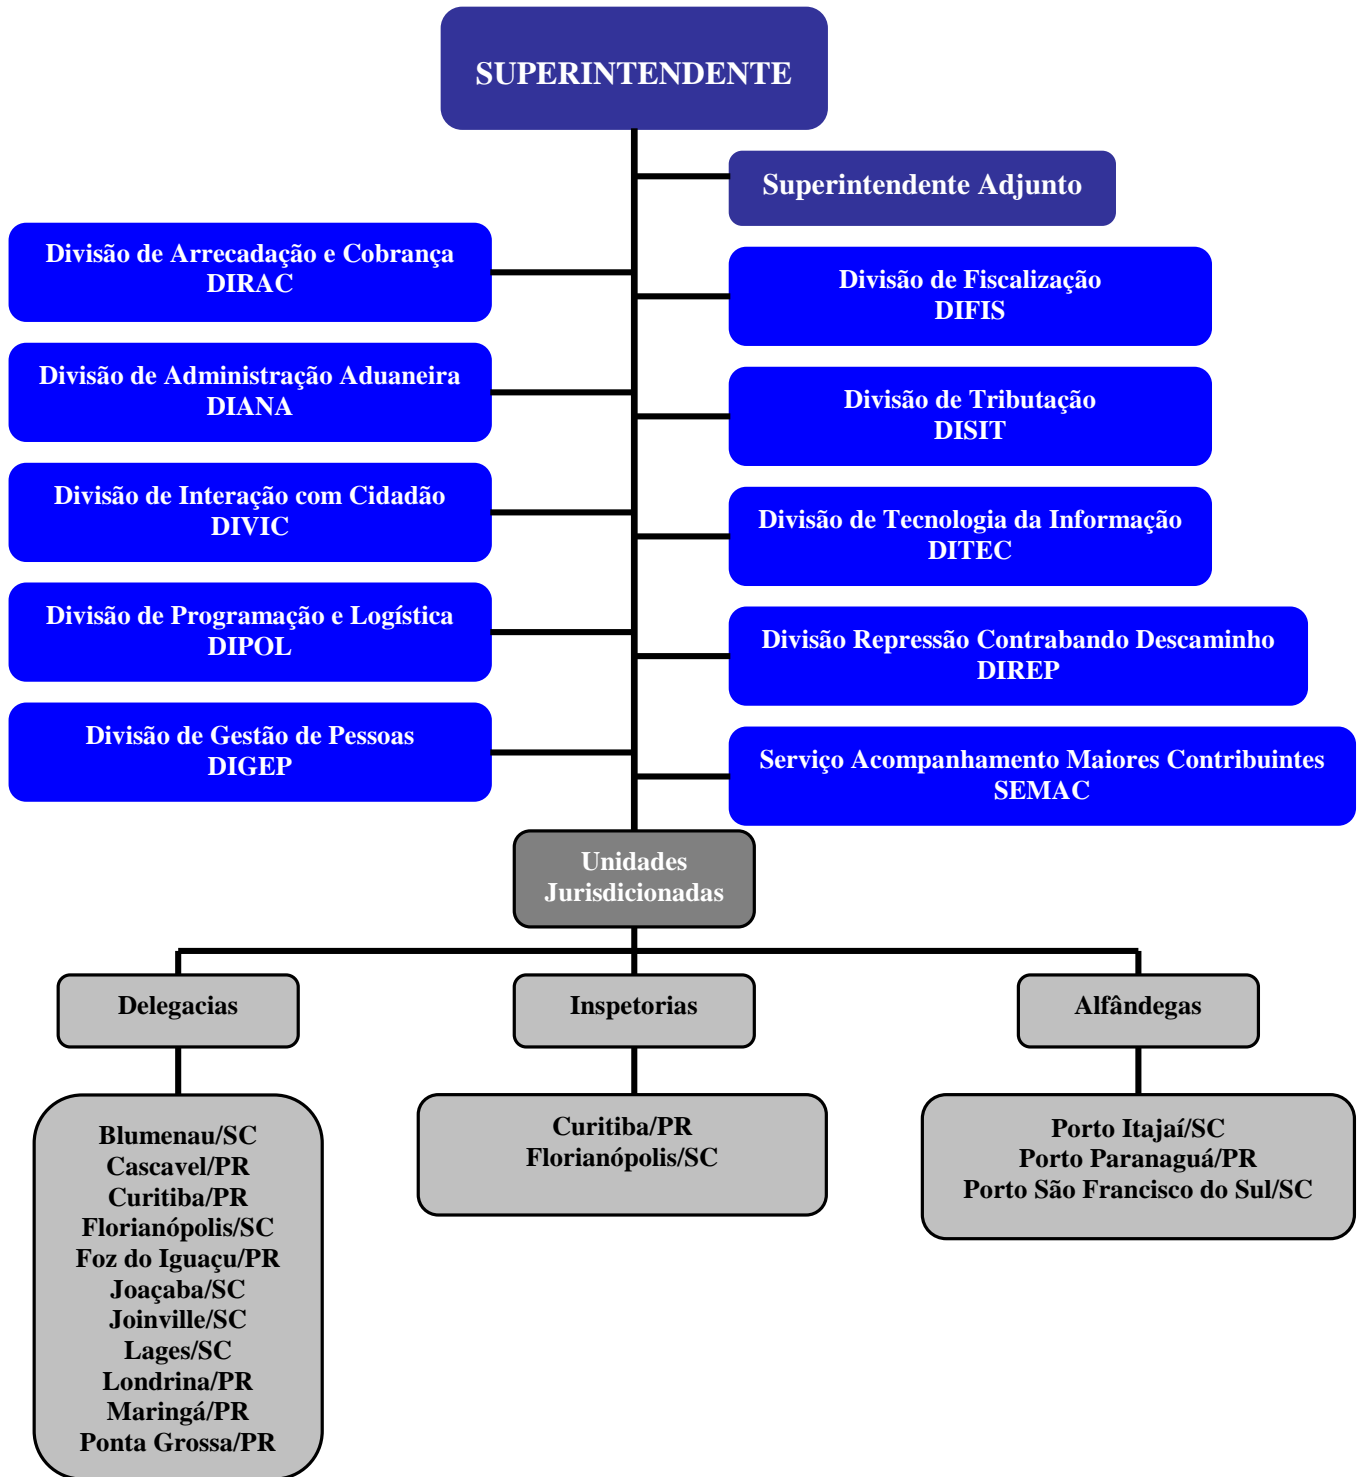 SUPERINTENDENTE
Superintendente Adjunto
Divisão de Arrecadação e Cobrança
DIRAC
Divisão de Fiscalização
DIFIS
Divisão de Administração Aduaneira
DIANA
Divisão de Tributação
DISIT
Divisão de Interação com Cidadão
DIVIC
Divisão de Tecnologia da Informação
DITEC
Divisão de Programação e Logística
DIPOL
Divisão Repressão Contrabando Descaminho
DIREP
Divisão de Gestão de Pessoas
DIGEP
Serviço Acompanhamento Maiores Contribuintes
SEMAC
Unidades
Jurisdicionadas
Delegacias
Inspetorias
Alfândegas
Blumenau/SC
Cascavel/PR
Curitiba/PR
Florianópolis/SC
Foz do Iguaçu/PR
Joaçaba/SC
Joinville/SC
Lages/SC
Londrina/PR
Maringá/PR
Ponta Grossa/PR
Curitiba/PR
Florianópolis/SC
Porto Itajaí/SC
Porto Paranaguá/PR
Porto São Francisco do Sul/SC